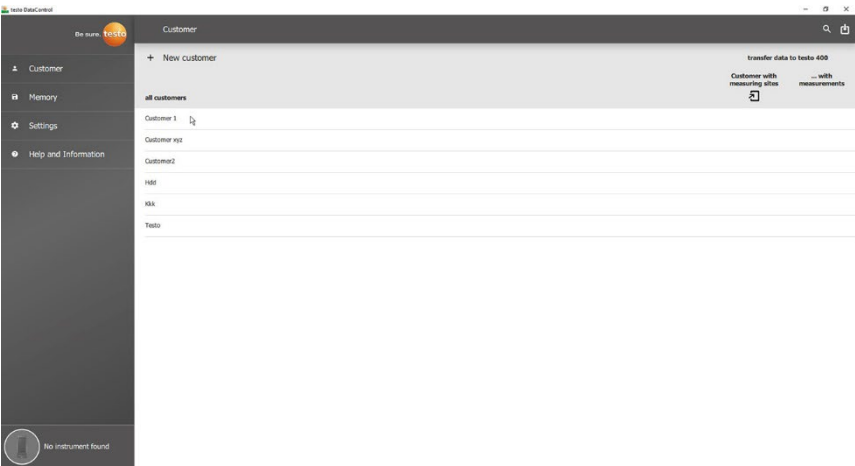 testo DataControl
Be sure. testo
Customer
Customer
Memory
Settings
Help and Information
No instrument found
+ New customer
transfer data to testo 400
Customer with
measuring sites
... with
measurements
all customers
Customer 1
Customer xyz
Customer2
Hdd
Kkk
Testo